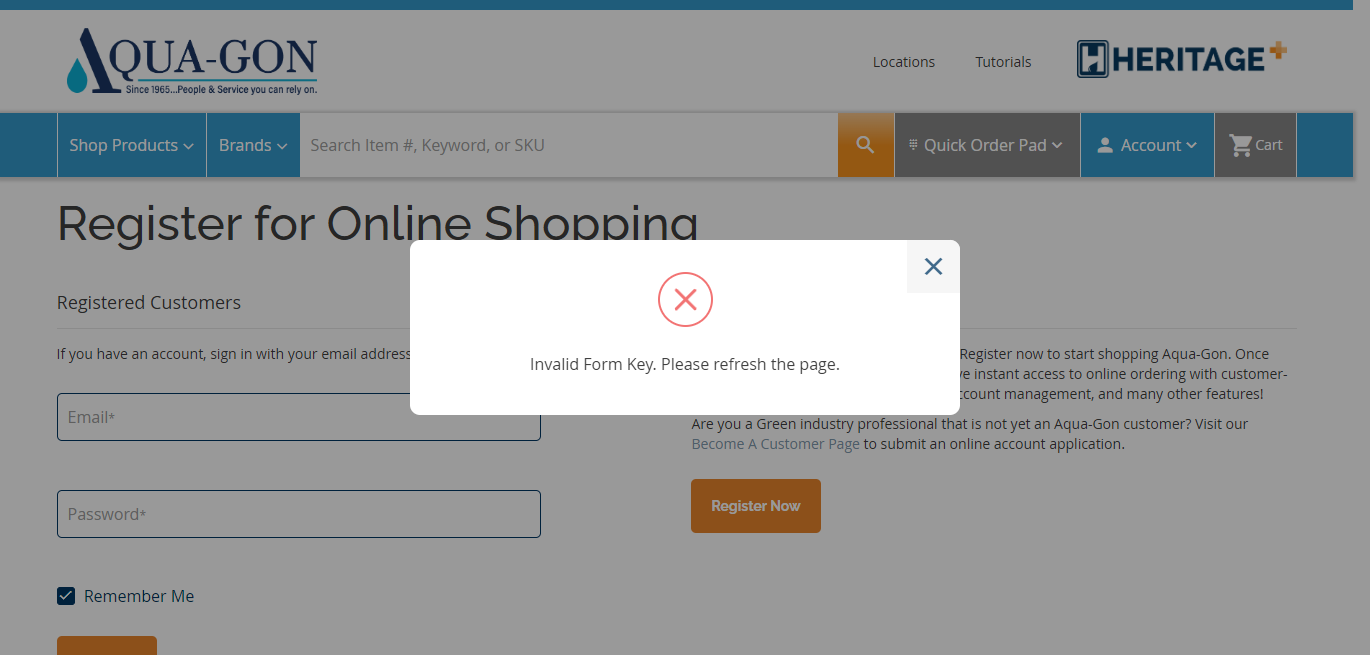 AQUA-GON
Since 1965...People & Service you can rely on.
Locations
Tutorials
HERITAGE+
Shop Products
Brands
Search Item #, Keyword, or SKU
Quick Order Pad
Account
Cart
Register for Online Shopping
Registered Customers
Invalid Form Key. Please refresh the page.
If you have an account, sign in with your email address
Email*
Password*
Remember Me
Register now to start shopping Aqua-Gon. Once
instant access to online ordering with customer-
account management, and many other features!
Are you a Green industry professional that is not yet an Aqua-Gon customer? Visit our
Become A Customer Page to submit an online account application.
Register Now